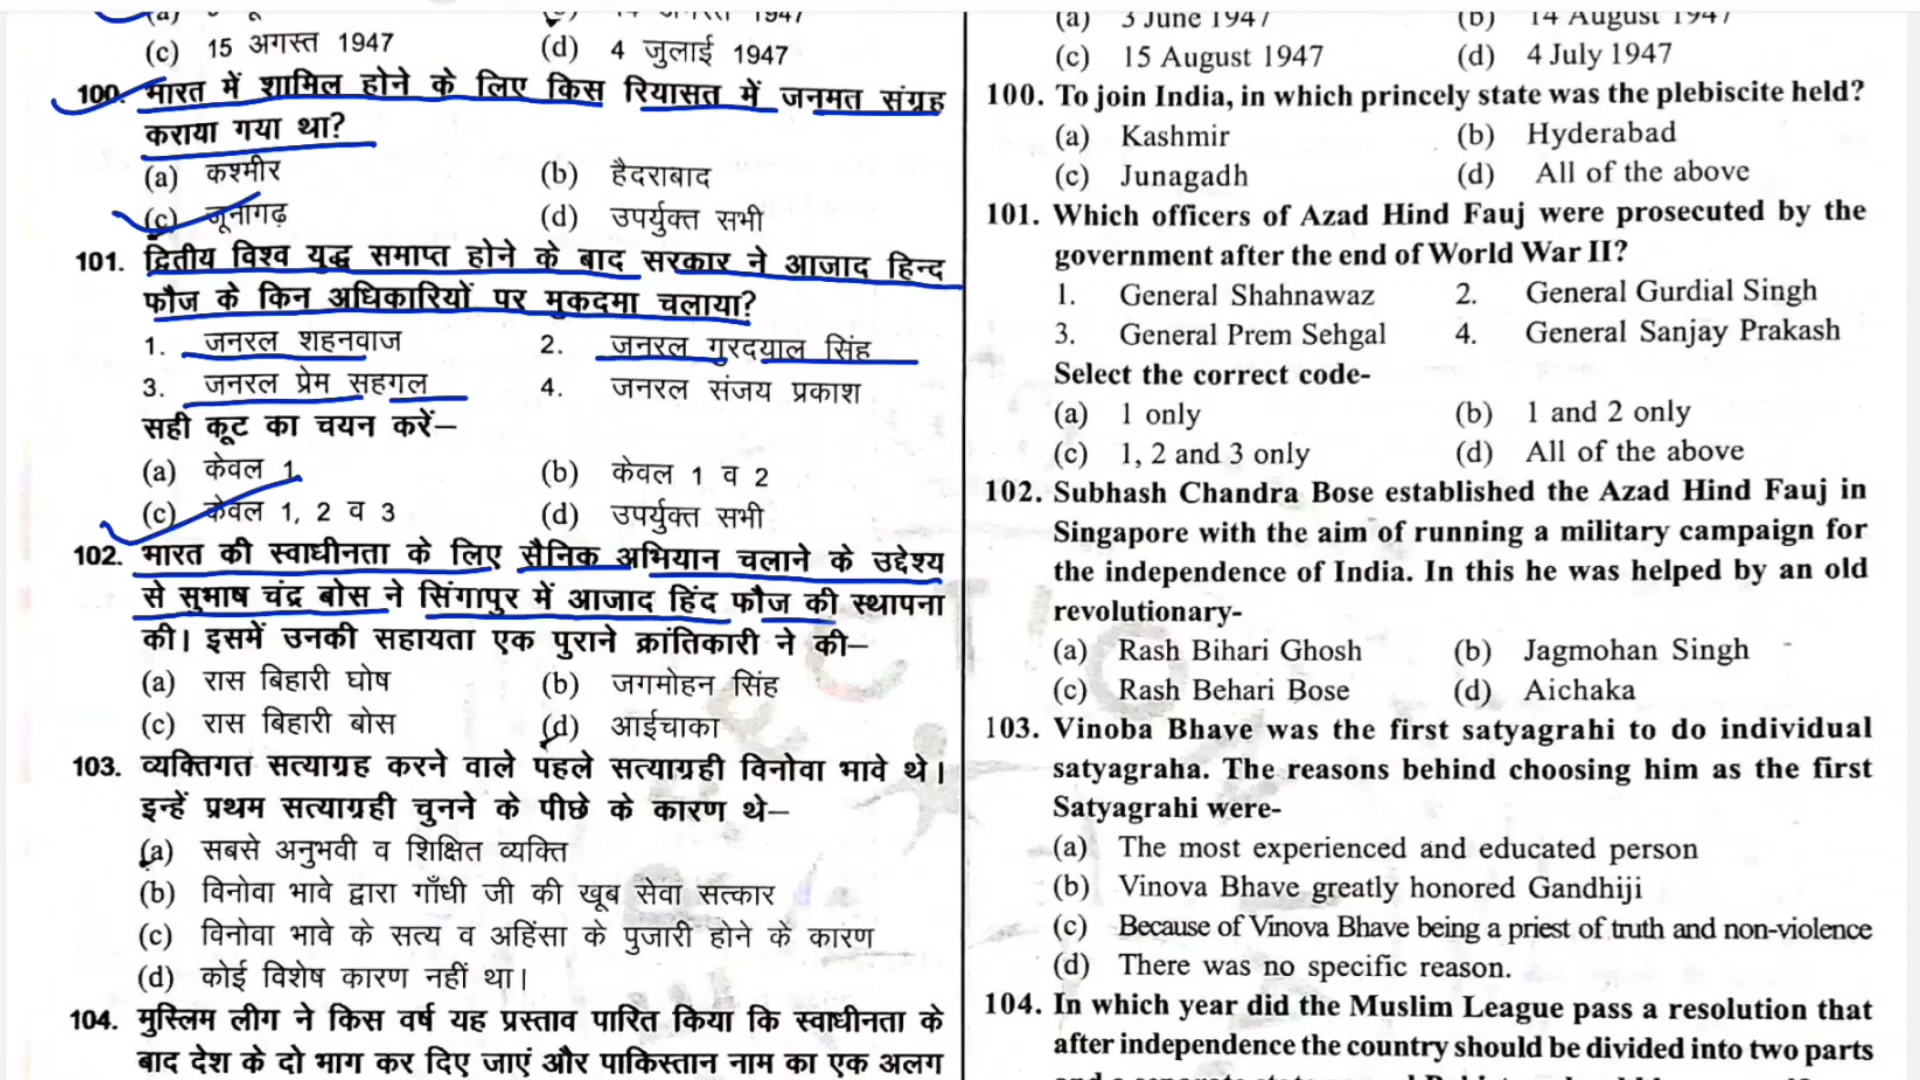 (c) 15 अगस्त 1947 (d) 4 जुलाई 1947
100. भारत में शामिल होने के लिए किस रियासत में जनमत संग्रह
कराया गया था?
(a) कश्मीर (b) हैदराबाद
(c) जूनागढ़ (d) उपर्युक्त सभी
101. द्वितीय विश्व युद्ध समाप्त होने के बाद सरकार ने आजाद हिन्द
फौज के किन अधिकारियों पर मुकदमा चलाया?
1. जनरल शहनवाज 2. जनरल गुरदयाल सिंह
3. जनरल प्रेम सहगल 4. जनरल संजय प्रकाश
सही कूट का चयन करें–
(a) केवल 1 (b) केवल 1 व 2
(c) केवल 1, 2 व 3 (d) उपर्युक्त सभी
102. भारत की स्वाधीनता के लिए सैनिक अभियान चलाने के उद्देश्य
से सुभाष चंद्र बोस ने सिंगापुर में आजाद हिंद फौज की स्थापना
की। इसमें उनकी सहायता एक पुराने क्रांतिकारी ने की–
(a) रास बिहारी घोष (b) जगमोहन सिंह
(c) रास बिहारी बोस (d) आईचाका
103. व्यक्तिगत सत्याग्रह करने वाले पहले सत्याग्रही विनोवा भावे थे।
इन्हें प्रथम सत्याग्रही चुनने के पीछे के कारण थे–
(a) सबसे अनुभवी व शिक्षित व्यक्ति
(b) विनोवा भावे द्वारा गाँधी जी की खूब सेवा सत्कार
(c) विनोवा भावे के सत्य व अहिंसा के पुजारी होने के कारण
(d) कोई विशेष कारण नहीं था।
104. मुस्लिम लीग ने किस वर्ष यह प्रस्ताव पारित किया कि स्वाधीनता के
बाद देश के दो भाग कर दिए जाएं और पाकिस्तान नाम का एक अलग
(a) 3 June 1947 (b) 14 August 1947
(c) 15 August 1947 (d) 4 July 1947
100. To join India, in which princely state was the plebiscite held?
(a) Kashmir (b) Hyderabad
(c) Junagadh (d) All of the above
101. Which officers of Azad Hind Fauj were prosecuted by the
government after the end of World War II?
1. General Shahnawaz 2. General Gurdial Singh
3. General Prem Sehgal 4. General Sanjay Prakash
Select the correct code-
(a) 1 only (b) 1 and 2 only
(c) 1, 2 and 3 only (d) All of the above
102. Subhash Chandra Bose established the Azad Hind Fauj in
Singapore with the aim of running a military campaign for
the independence of India. In this he was helped by an old
revolutionary-
(a) Rash Bihari Ghosh (b) Jagmohan Singh
(c) Rash Behari Bose (d) Aichaka
103. Vinoba Bhave was the first satyagrahi to do individual
satyagraha. The reasons behind choosing him as the first
Satyagrahi were-
(a) The most experienced and educated person
(b) Vinova Bhave greatly honored Gandhiji
(c) Because of Vinova Bhave being a priest of truth and non-violence
(d) There was no specific reason.
104. In which year did the Muslim League pass a resolution that
after independence the country should be divided into two parts